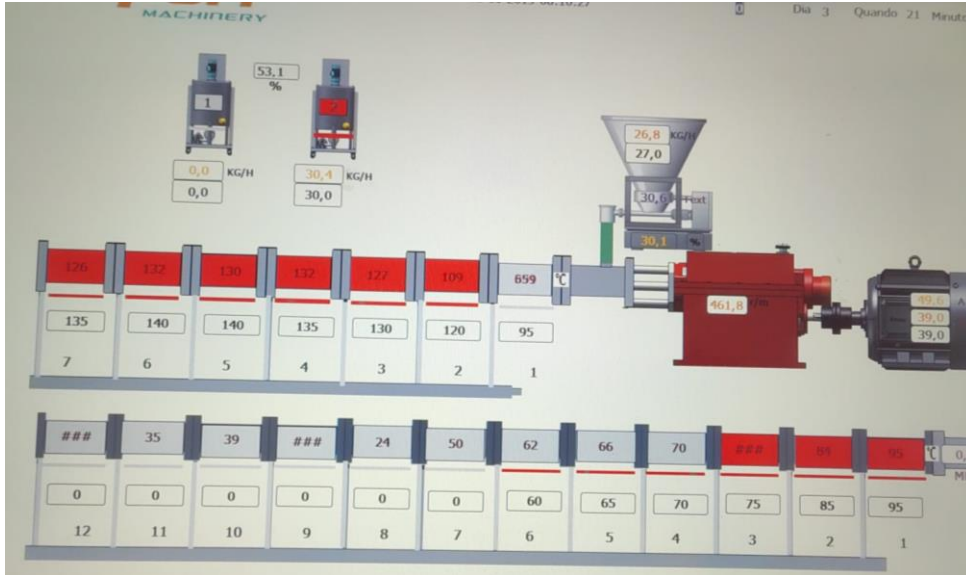 MACHINERY
Dia 3 Quando 21 Minuto
53,1
%
1
2
0,0 KG/H
0,0
30,4 KG/H
30,0
26,8 KG/H
27,0
30,6
30,1 %
126 132 130 132 127 109 659 °C
461,8 r/m
49,6
39,0
39,0
135 140 140 135 130 120 95
7 6 5 4 3 2 1
### 35 39 ### 24 50 62 66 70 ### 84 95 °C
0 0 0 0 0 0 60 65 70 75 85 95
12 11 10 9 8 7 6 5 4 3 2 1